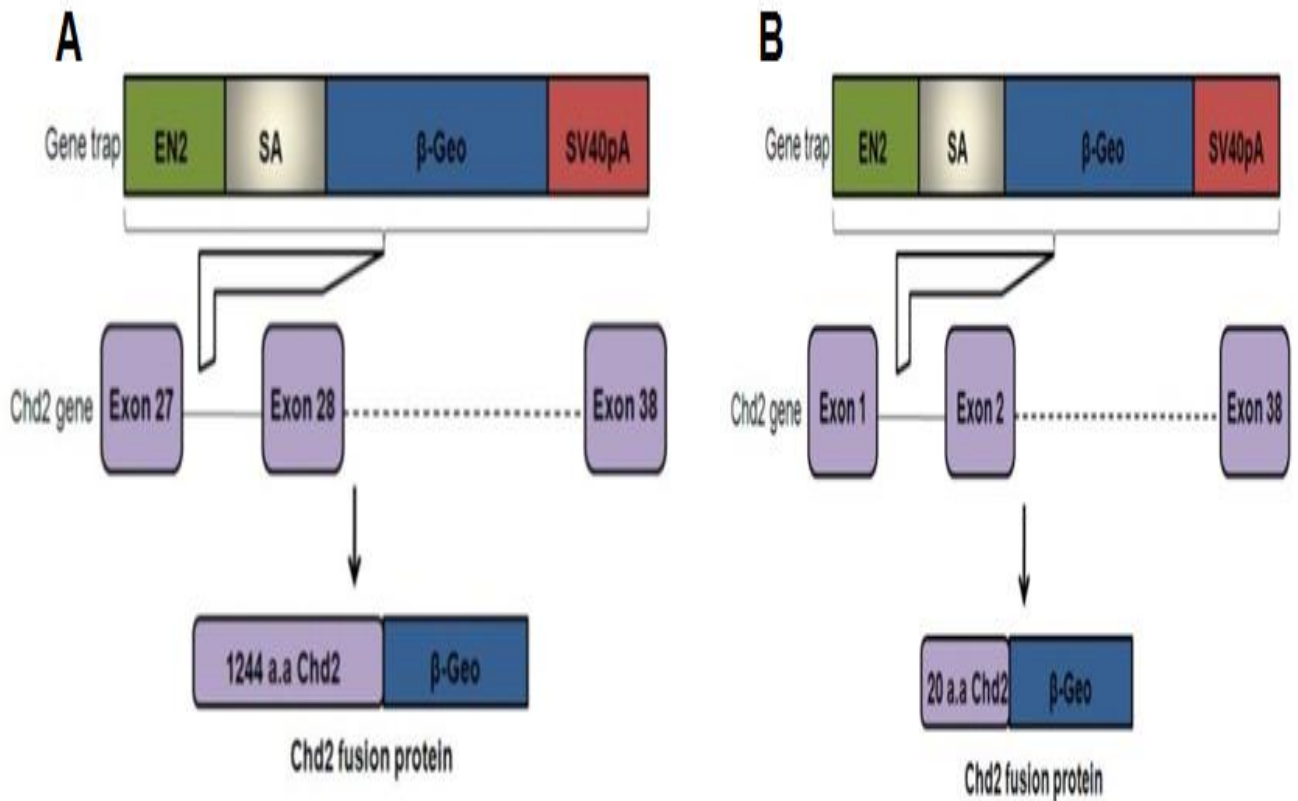 A
Gene trap EN2 SA β-Geo SV40pA
Chd2 gene Exon 27 Exon 28 Exon 38
1244 a.a Chd2 β-Geo
Chd2 fusion protein
B
Gene trap EN2 SA β-Geo SV40pA
Chd2 gene Exon 1 Exon 2 Exon 38
20 a.a Chd2 β-Geo
Chd2 fusion protein